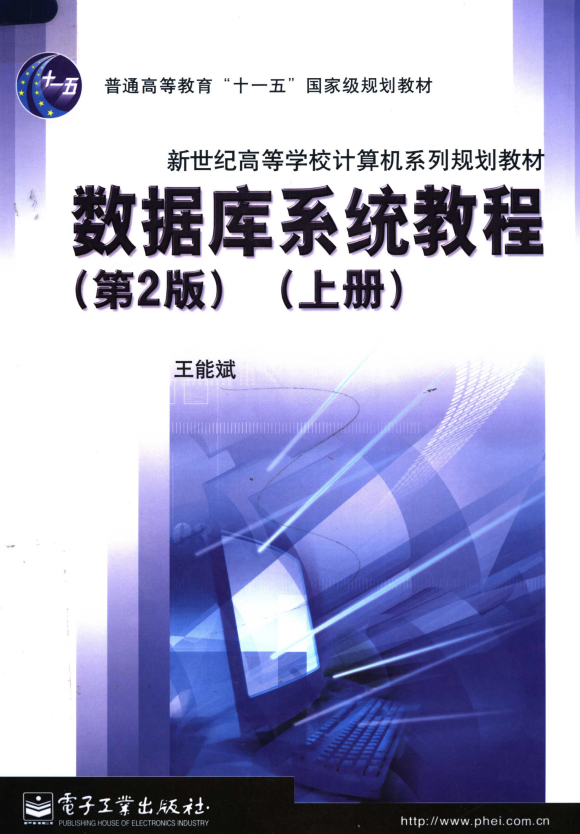 十一五
普通高等教育“十一五”国家级规划教材
新世纪高等学校计算机系列规划教材
数据库系统教程
(第2版) (上册)
王能斌
电子工业出版社
PUBLISHING HOUSE OF ELECTRONICS INDUSTRY
http://www.phei.com.cn